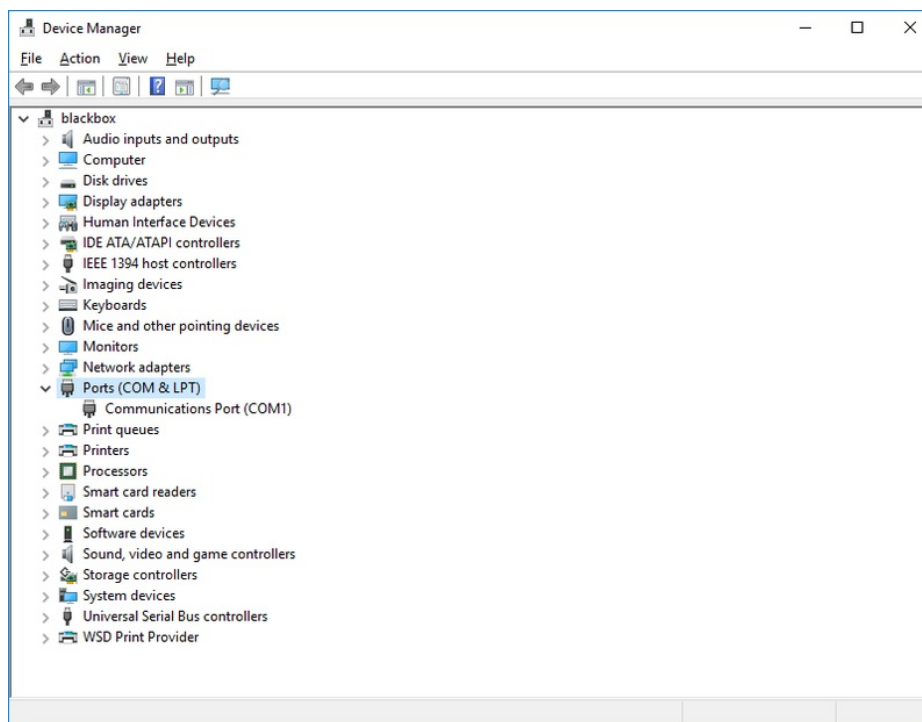 Device Manager
File Action View Help
blackbox
Audio inputs and outputs
Computer
Disk drives
Display adapters
Human Interface Devices
IDE ATA/ATAPI controllers
IEEE 1394 host controllers
Imaging devices
Keyboards
Mice and other pointing devices
Monitors
Network adapters
Ports (COM & LPT)
Communications Port (COM1)
Print queues
Printers
Processors
Smart card readers
Smart cards
Software devices
Sound, video and game controllers
Storage controllers
System devices
Universal Serial Bus controllers
WSD Print Provider